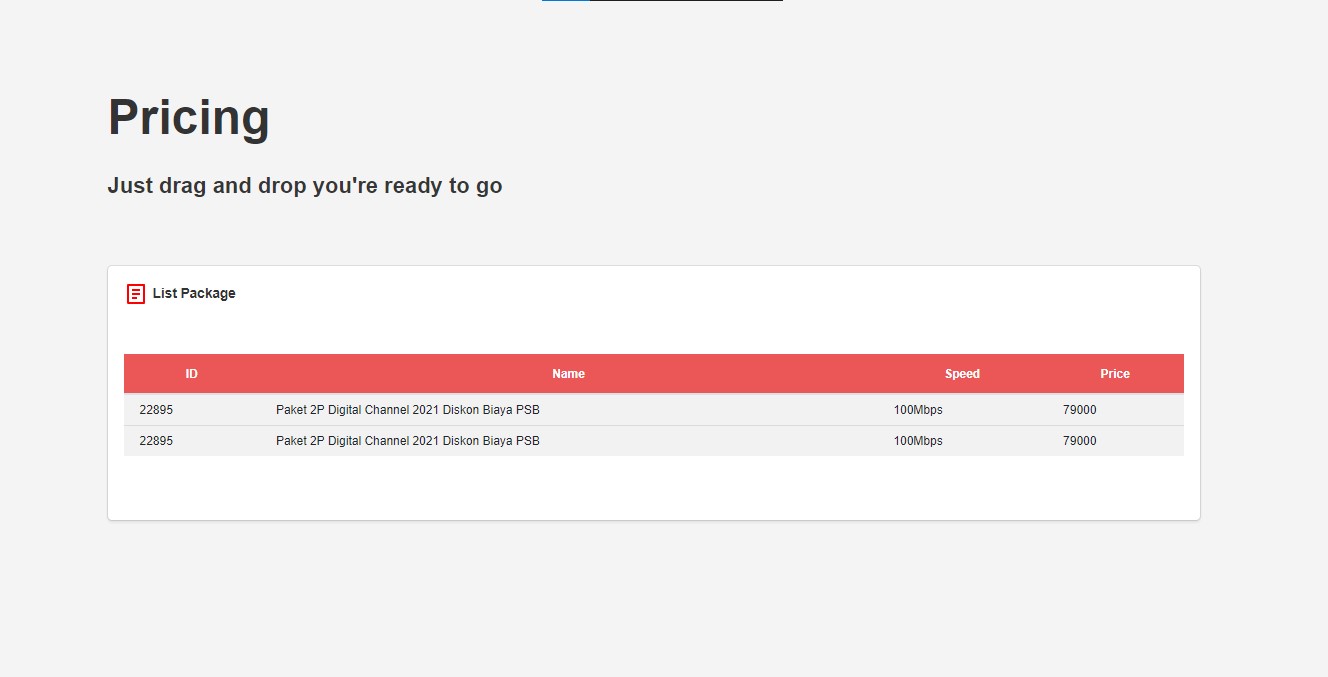 Pricing
Just drag and drop you're ready to go
List Package
ID Name Speed Price
22895 Paket 2P Digital Channel 2021 Diskon Biaya PSB 100Mbps 79000
22895 Paket 2P Digital Channel 2021 Diskon Biaya PSB 100Mbps 79000